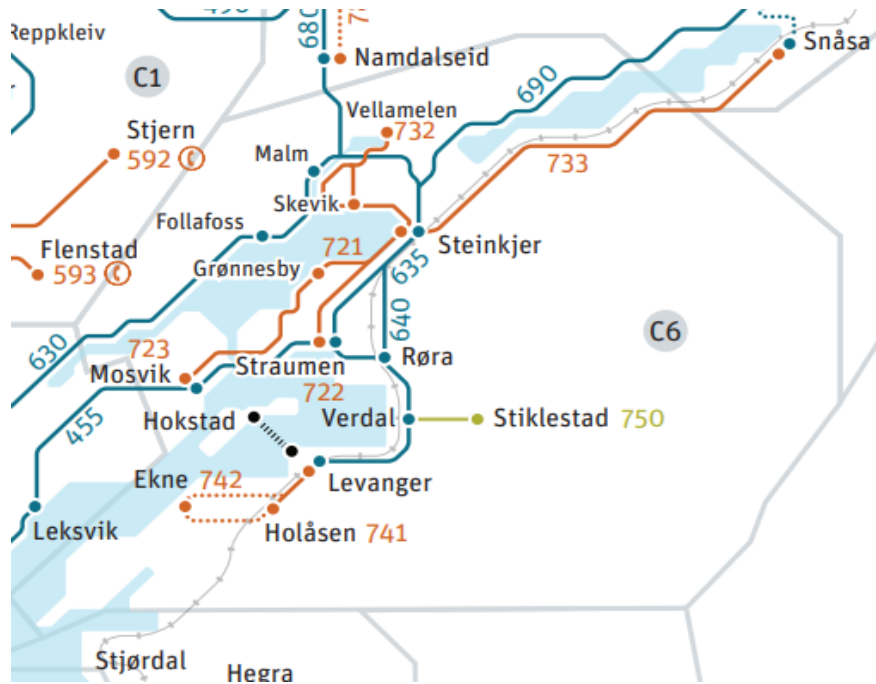 680
Reppkleiv
Namdalseid
Snåsa
C1
690
Vellamelen
732
Stjern
592
Malm
733
Skevik
Follafoss
Flenstad
593
721
Steinkjer
Grønnesby
635
640
C6
630
723
Mosvik
Straumen
Røra
722
455
Hokstad
Verdal
Stiklestad 750
Ekne 742
Levanger
Leksvik
Holåsen 741
Stjørdal
Hegra